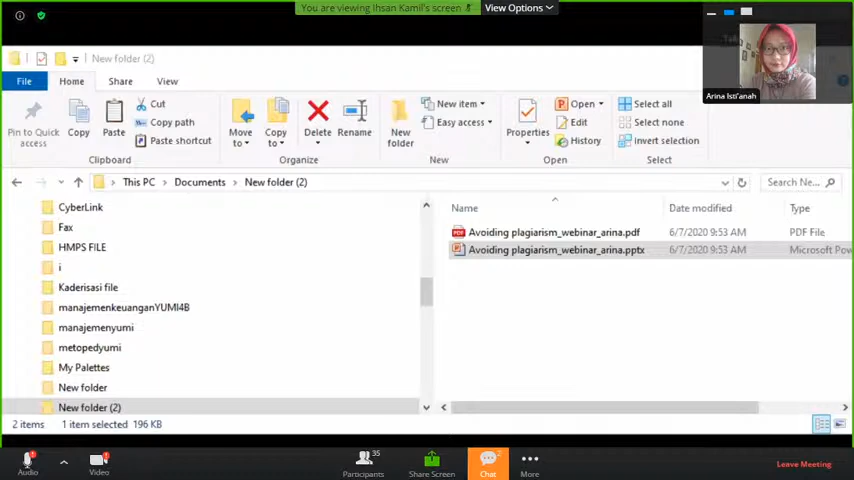 You are viewing Ihsan Kamil's screen
View Options
New folder (2)
File
Home
Share
View
Pin to Quick access
Copy
Paste
Cut
Copy path
Paste shortcut
Clipboard
Move to
Copy to
Delete
Rename
Organize
New folder
New item
Easy access
New
Properties
Open
Edit
History
Open
Select all
Select none
Invert selection
Select
Arina Isti'anah
This PC
Documents
New folder (2)
Search Ne...
CyberLink
Fax
HMPS FILE
i
Kaderisasi file
manajemenkeuanganYUMI4B
manajemenyumi
metopedyumi
My Palettes
New folder
New folder (2)
Name
Date modified
Type
PDF
Avoiding plagiarism_webinar_arina.pdf
6/7/2020 9:53 AM
PDF File
Avoiding plagiarism_webinar_arina.pptx
6/7/2020 9:53 AM
Microsoft Pow
2 items
1 item selected 196 KB
Audio
Video
35
Participants
Share Screen
2
Chat
More
Leave Meeting